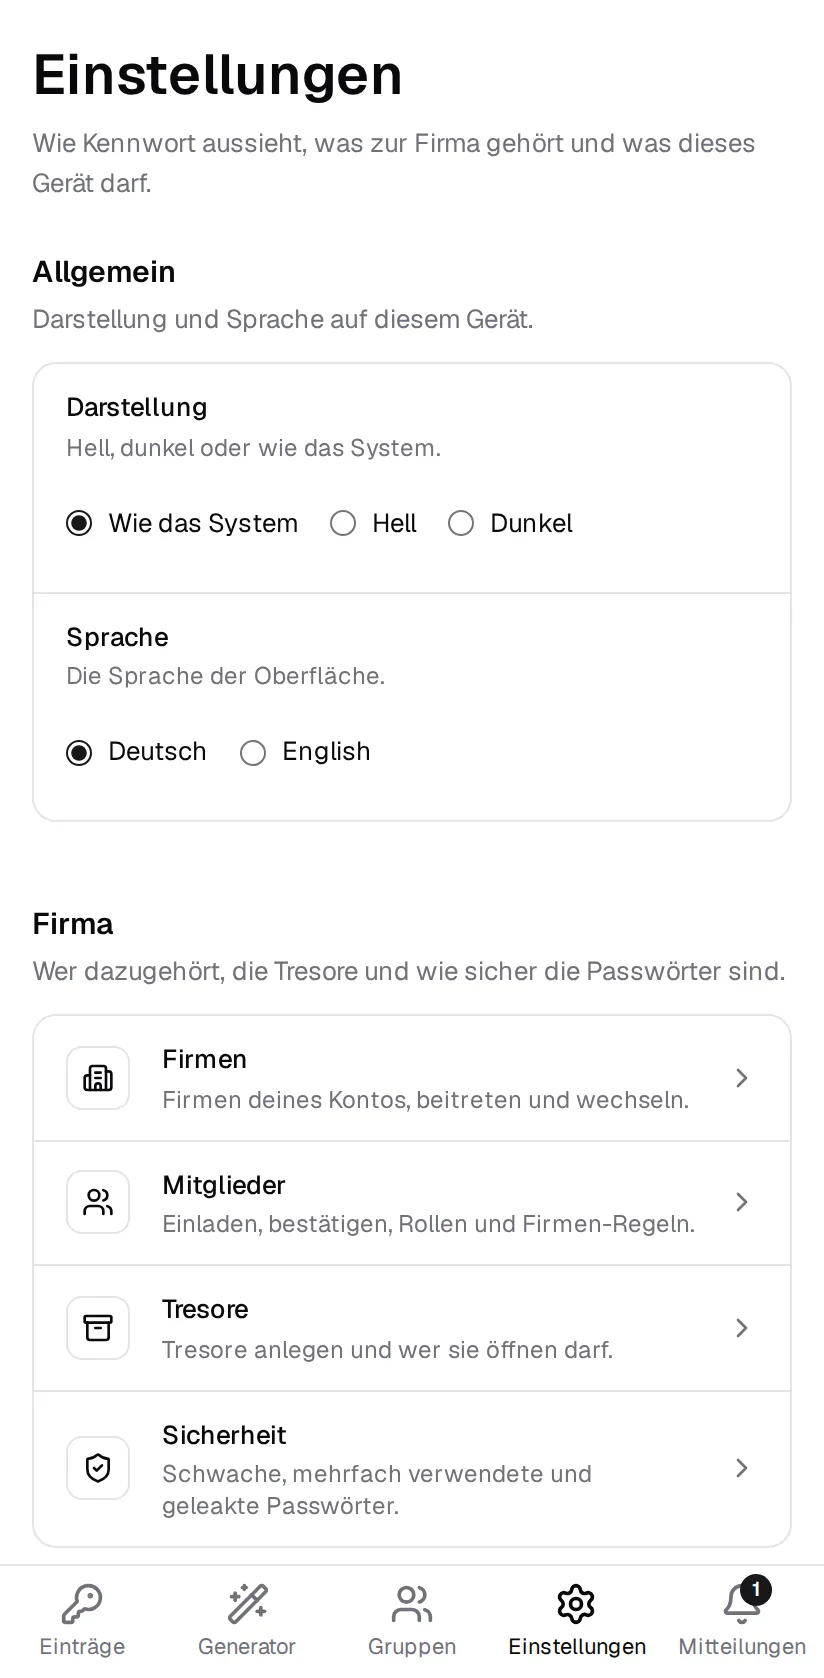 Einstellungen
Wie Kennwort aussieht, was zur Firma gehört und was dieses
Gerät darf.
Allgemein
Darstellung und Sprache auf diesem Gerät.
Darstellung
Hell, dunkel oder wie das System.
Wie das System Hell Dunkel
Sprache
Die Sprache der Oberfläche.
Deutsch English
Firma
Wer dazugehört, die Tresore und wie sicher die Passwörter sind.
Firmen
Firmen deines Kontos, beitreten und wechseln.
Mitglieder
Einladen, bestätigen, Rollen und Firmen-Regeln.
Tresore
Tresore anlegen und wer sie öffnen darf.
Sicherheit
Schwache, mehrfach verwendete und
geleakte Passwörter.
1
Einträge Generator Gruppen Einstellungen Mitteilungen